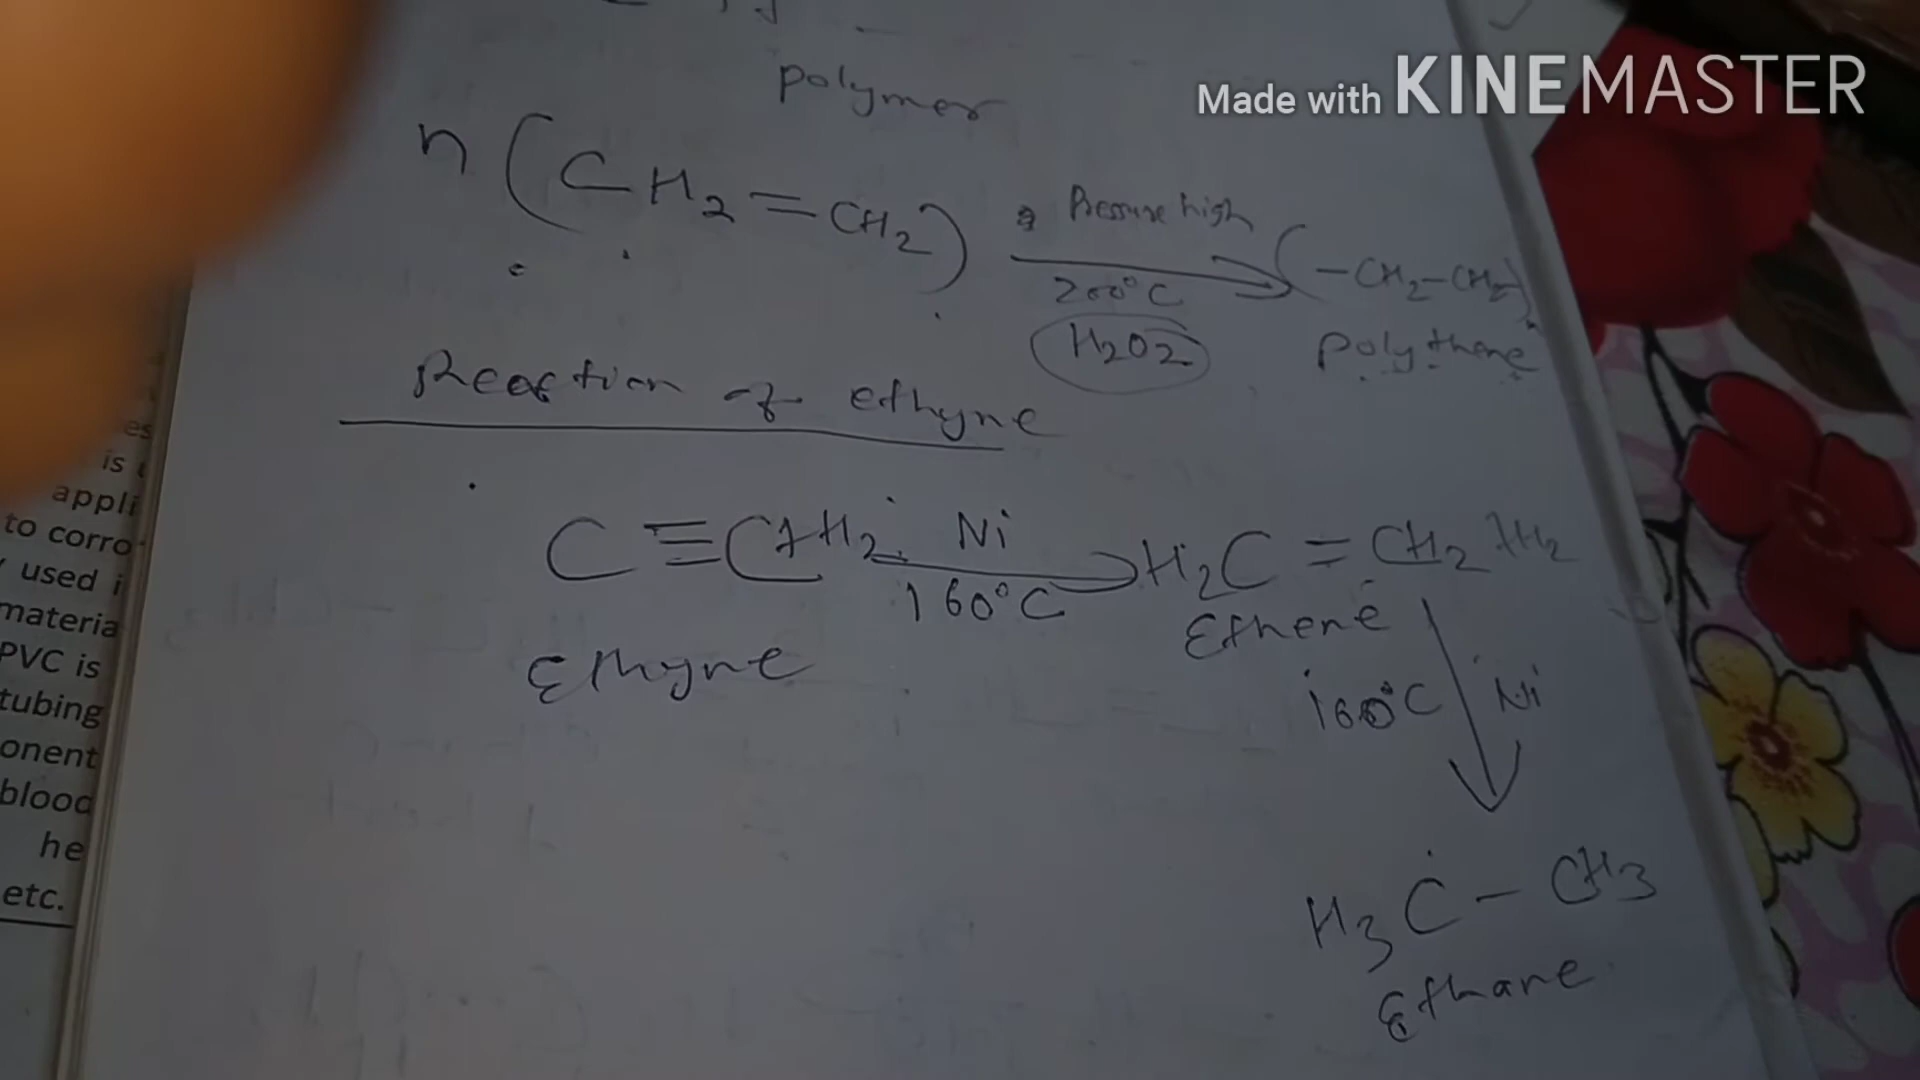 Made with KINEMASTER
polymer
n (CH2=CH2) Pressure high (-CH2-CH2)
200°C
H2O2 Polythene
Reaction of ethyne
C≡C+H2 Ni H2C=CH2 +H2
160°C
Ethyne Ethene
160°C Ni
H3C-CH3
Ethane
es
is
appli
to corro
used i
materia
PVC is
tubing
onent
blood
he
etc.